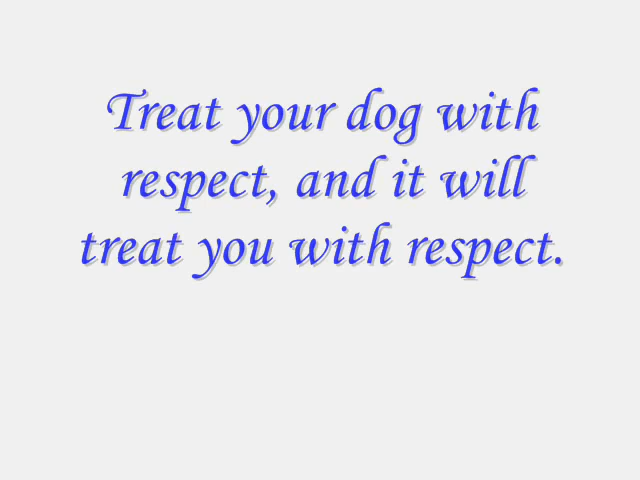 Treat your dog with
respect, and it will
treat you with respect.